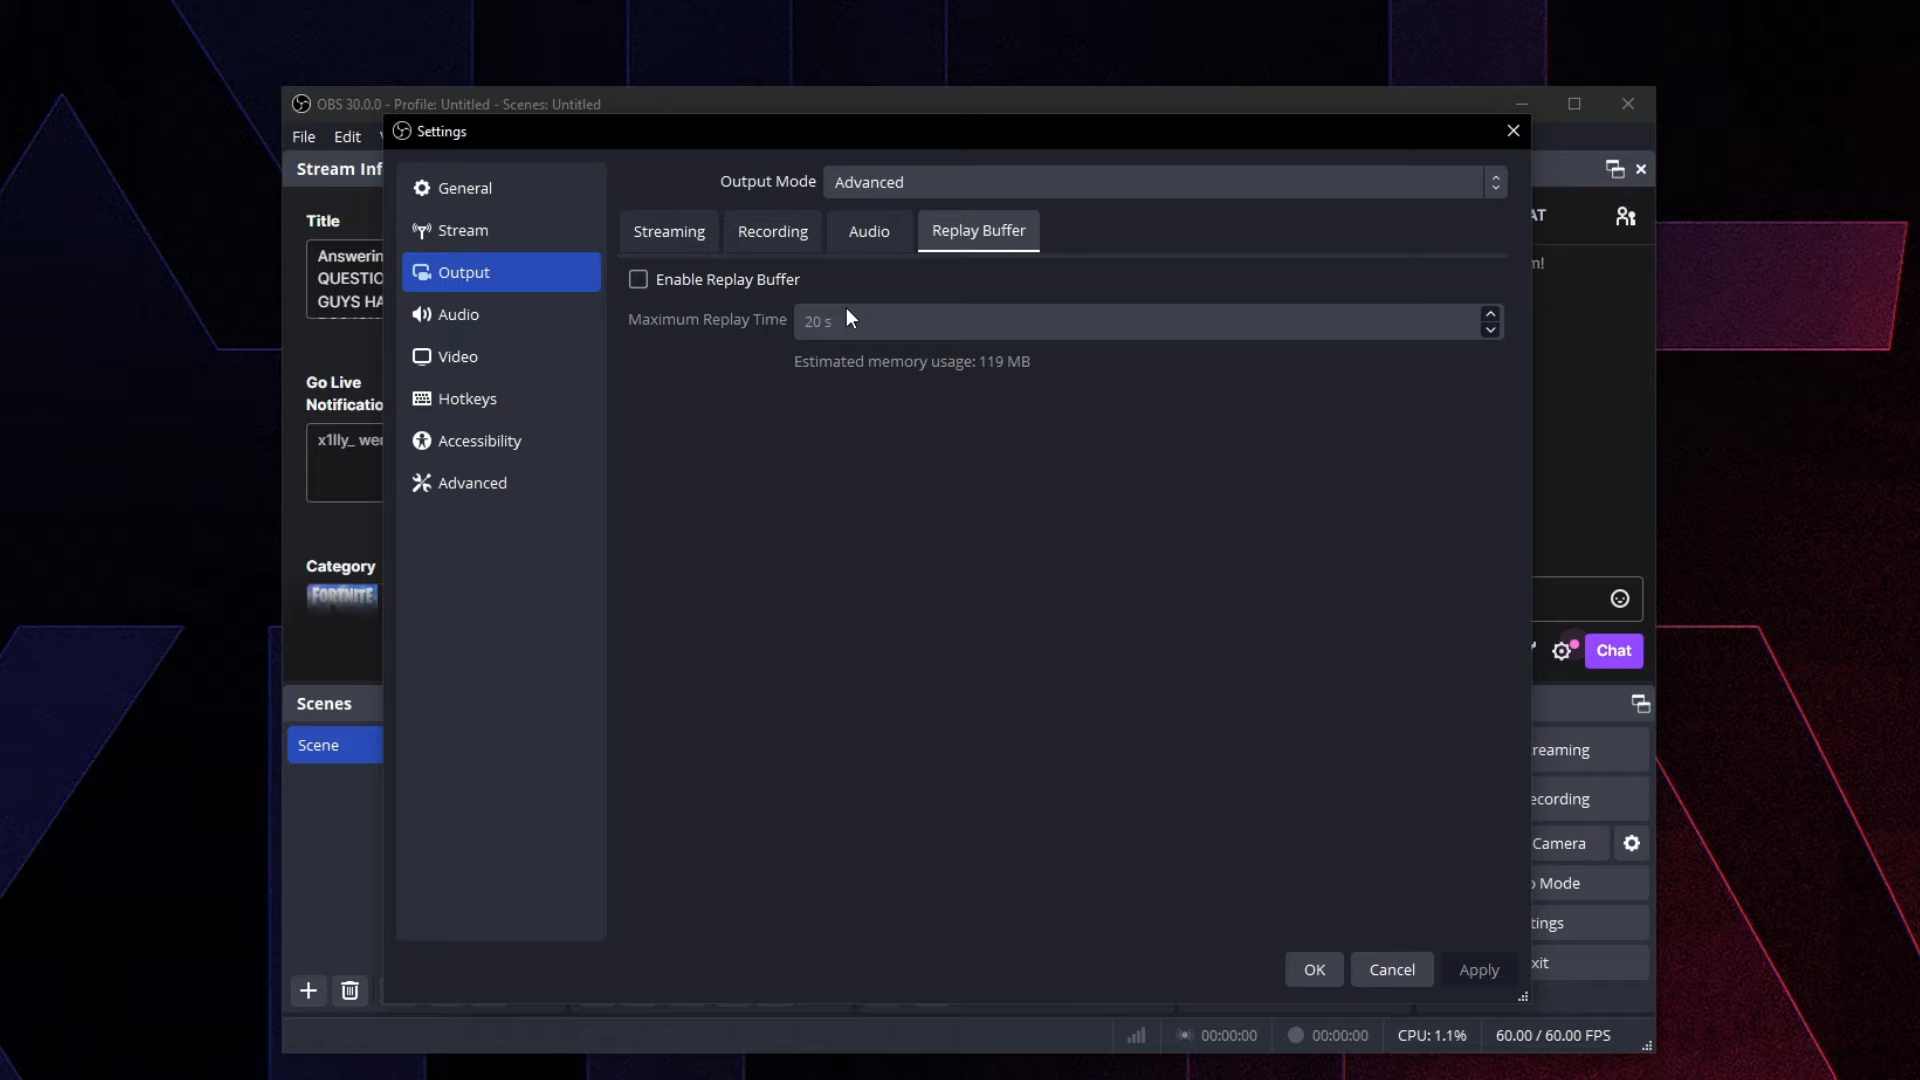 OBS 30.0.0 - Profile: Untitled - Scenes: Untitled
File Edit
Settings
Stream Inf
General
Stream
Output
Audio
Video
Hotkeys
Accessibility
Advanced
Output Mode Advanced
Streaming Recording Audio Replay Buffer
Enable Replay Buffer
Maximum Replay Time 20 s
Estimated memory usage: 119 MB
Title
Answerin
QUESTIO
GUYS HA
Go Live
Notificatio
x1lly_ wer
Category
FORTNITE
AT
n!
Chat
Scenes
Scene
reaming
ecording
Camera
o Mode
tings
xit
OK Cancel Apply
00:00:00 00:00:00 CPU: 1.1% 60.00 / 60.00 FPS